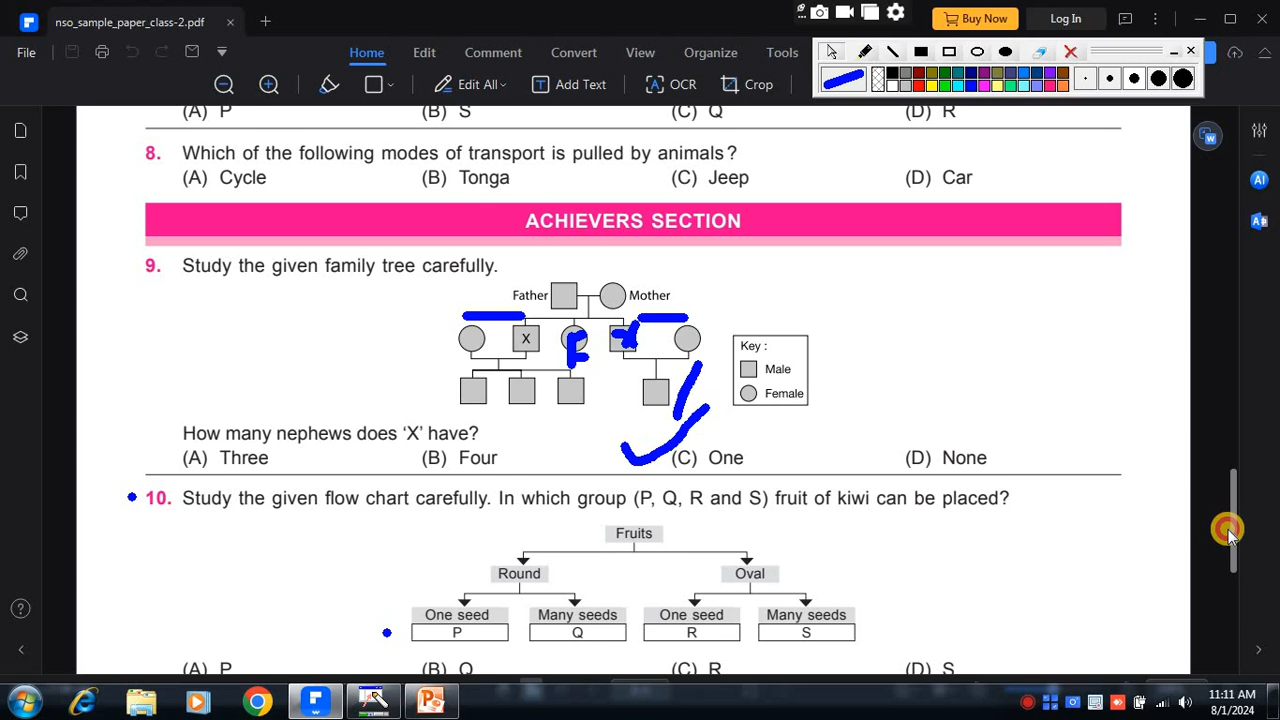 nso_sample_paper_class-2.pdf
Buy Now
Log In
File
Home
Edit
Comment
Convert
View
Organize
Tools
Edit All
Add Text
OCR
Crop
(A) P (B) S (C) Q (D) R
8. Which of the following modes of transport is pulled by animals?
(A) Cycle (B) Tonga (C) Jeep (D) Car
ACHIEVERS SECTION
9. Study the given family tree carefully.
Father Mother
X
F
Key :
Male
Female
How many nephews does ‘X’ have?
(A) Three (B) Four (C) One (D) None
10. Study the given flow chart carefully. In which group (P, Q, R and S) fruit of kiwi can be placed?
Fruits
Round Oval
One seed Many seeds One seed Many seeds
P Q R S
(A) P (B) Q (C) R (D) S
11:11 AM
8/1/2024